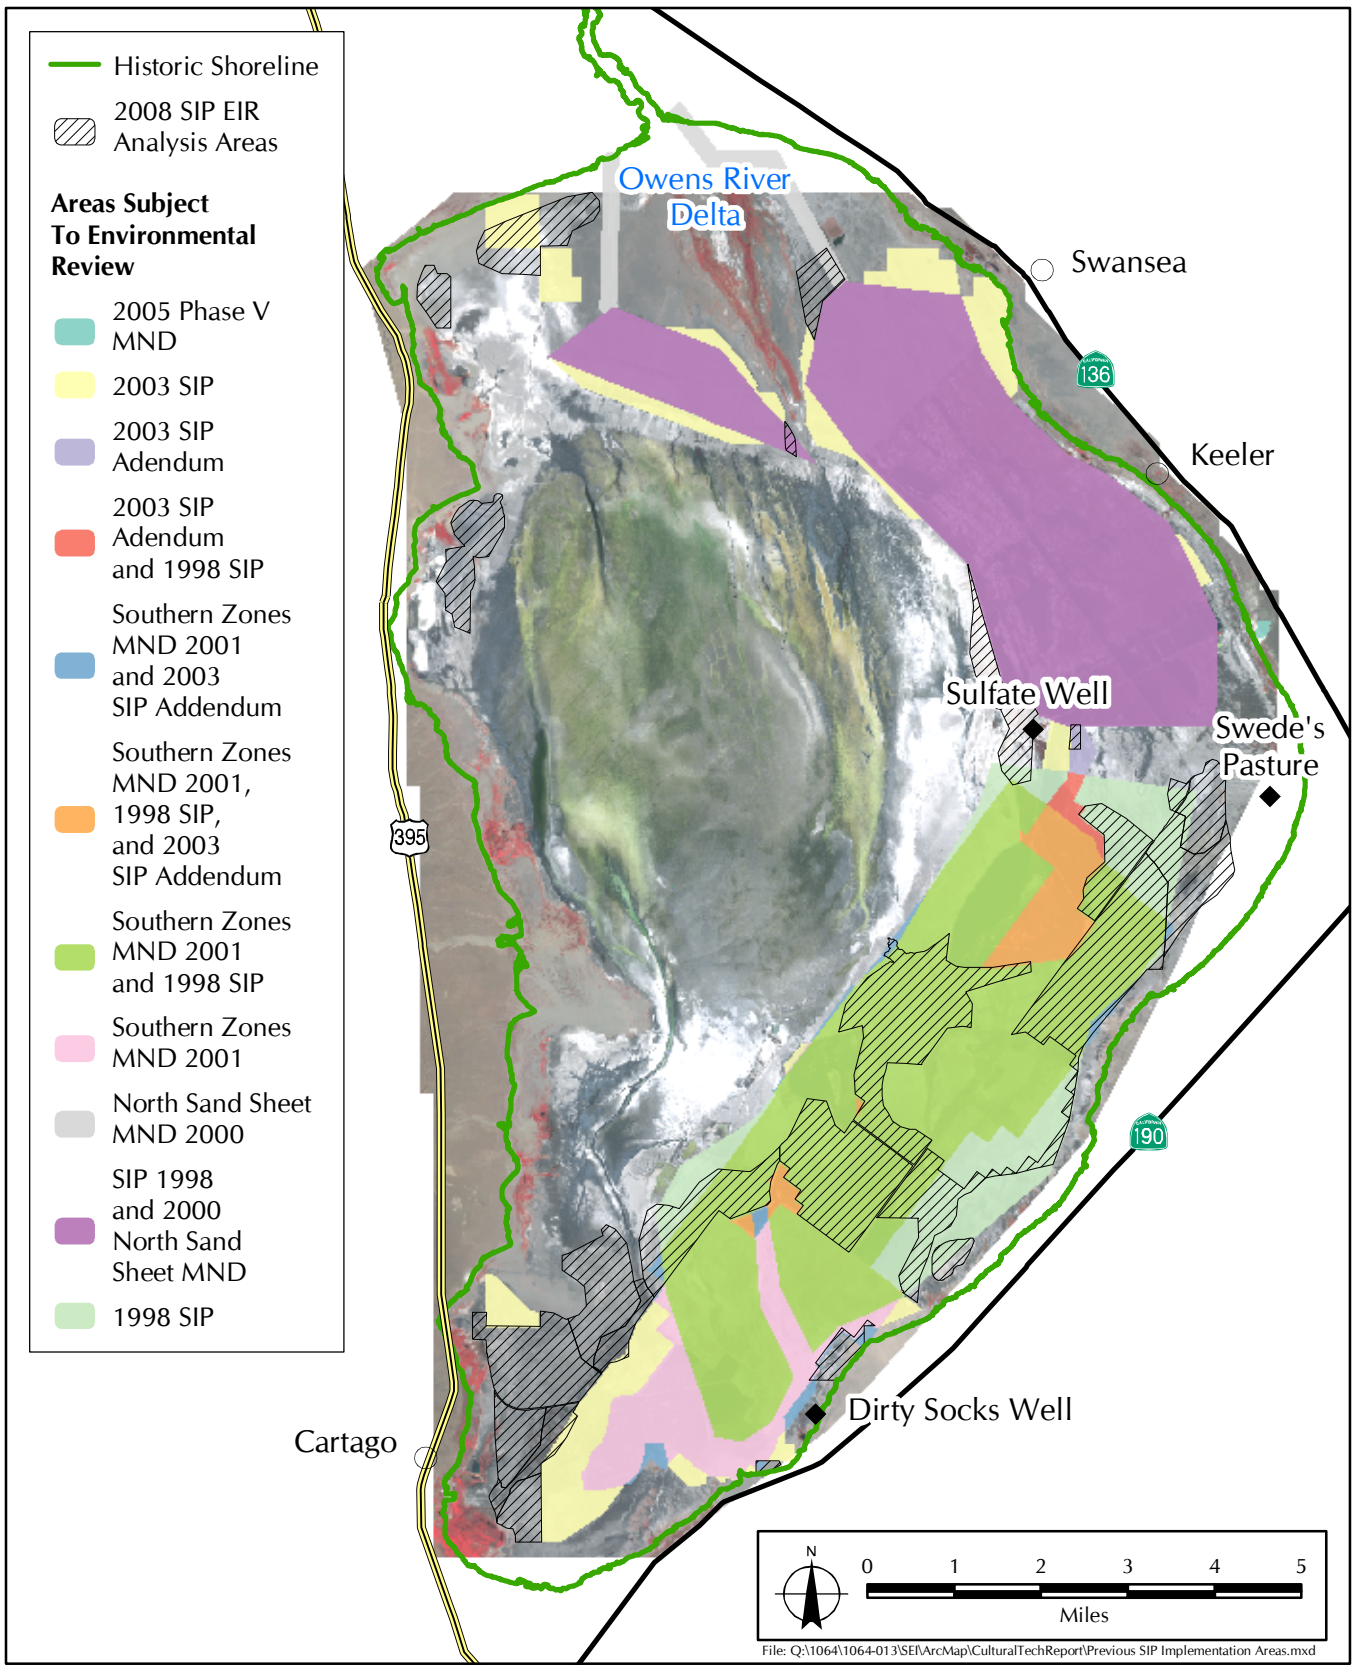 Historic Shoreline
2008 SIP EIR
Analysis Areas
Areas Subject
To Environmental
Review
2005 Phase V
MND
2003 SIP
2003 SIP
Adendum
2003 SIP
Adendum
and 1998 SIP
Southern Zones
MND 2001
and 2003
SIP Addendum
Southern Zones
MND 2001,
1998 SIP,
and 2003
SIP Addendum
Southern Zones
MND 2001
and 1998 SIP
Southern Zones
MND 2001
North Sand Sheet
MND 2000
SIP 1998
and 2000
North Sand
Sheet MND
1998 SIP
Owens River
Delta
Swansea
CALIFORNIA
136
Keeler
Sulfate Well
Swede's
Pasture
395
CALIFORNIA
190
Dirty Socks Well
Cartago
N
0 1 2 3 4 5
Miles
File: Q:\1064\1064-013\SEI\ArcMap\CulturalTechReport\Previous SIP Implementation Areas.mxd